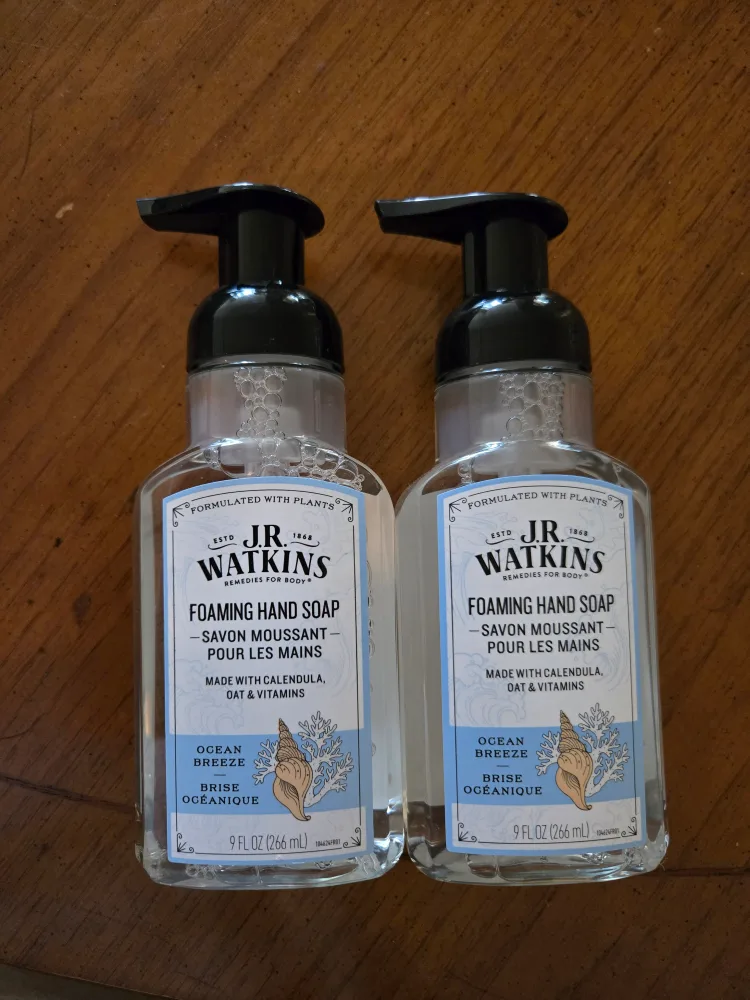 FORMULATED WITH PLANTS
ESTD 1868
J.R.
WATKINS
REMEDIES FOR BODY®
FOAMING HAND SOAP
SAVON MOUSSANT
POUR LES MAINS
MADE WITH CALENDULA,
OAT & VITAMINS
OCEAN
BREEZE
BRISE
OCÉANIQUE
9 FL OZ (266 mL) 104624FR01
FORMULATED WITH PLANTS
ESTD 1868
J.R.
WATKINS
REMEDIES FOR BODY®
FOAMING HAND SOAP
SAVON MOUSSANT
POUR LES MAINS
MADE WITH CALENDULA,
OAT & VITAMINS
OCEAN
BREEZE
BRISE
OCÉANIQUE
9 FL OZ (266 mL) 104624FR01